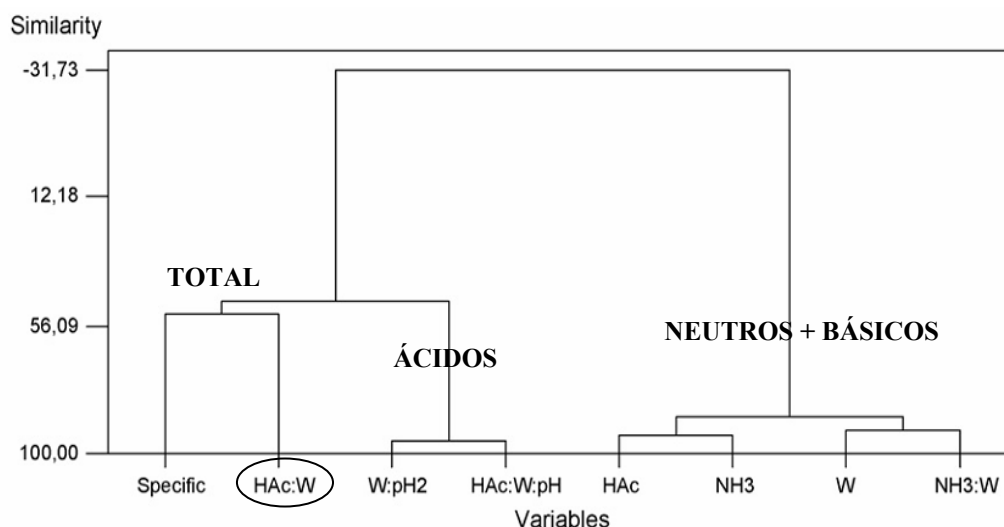 Similarity
-31,73
12,18
TOTAL
56,09
NEUTROS + BÁSICOS
ÁCIDOS
100,00
Specific HAc:W W:pH2 HAc:W:pH HAc NH3 W NH3:W
Variables